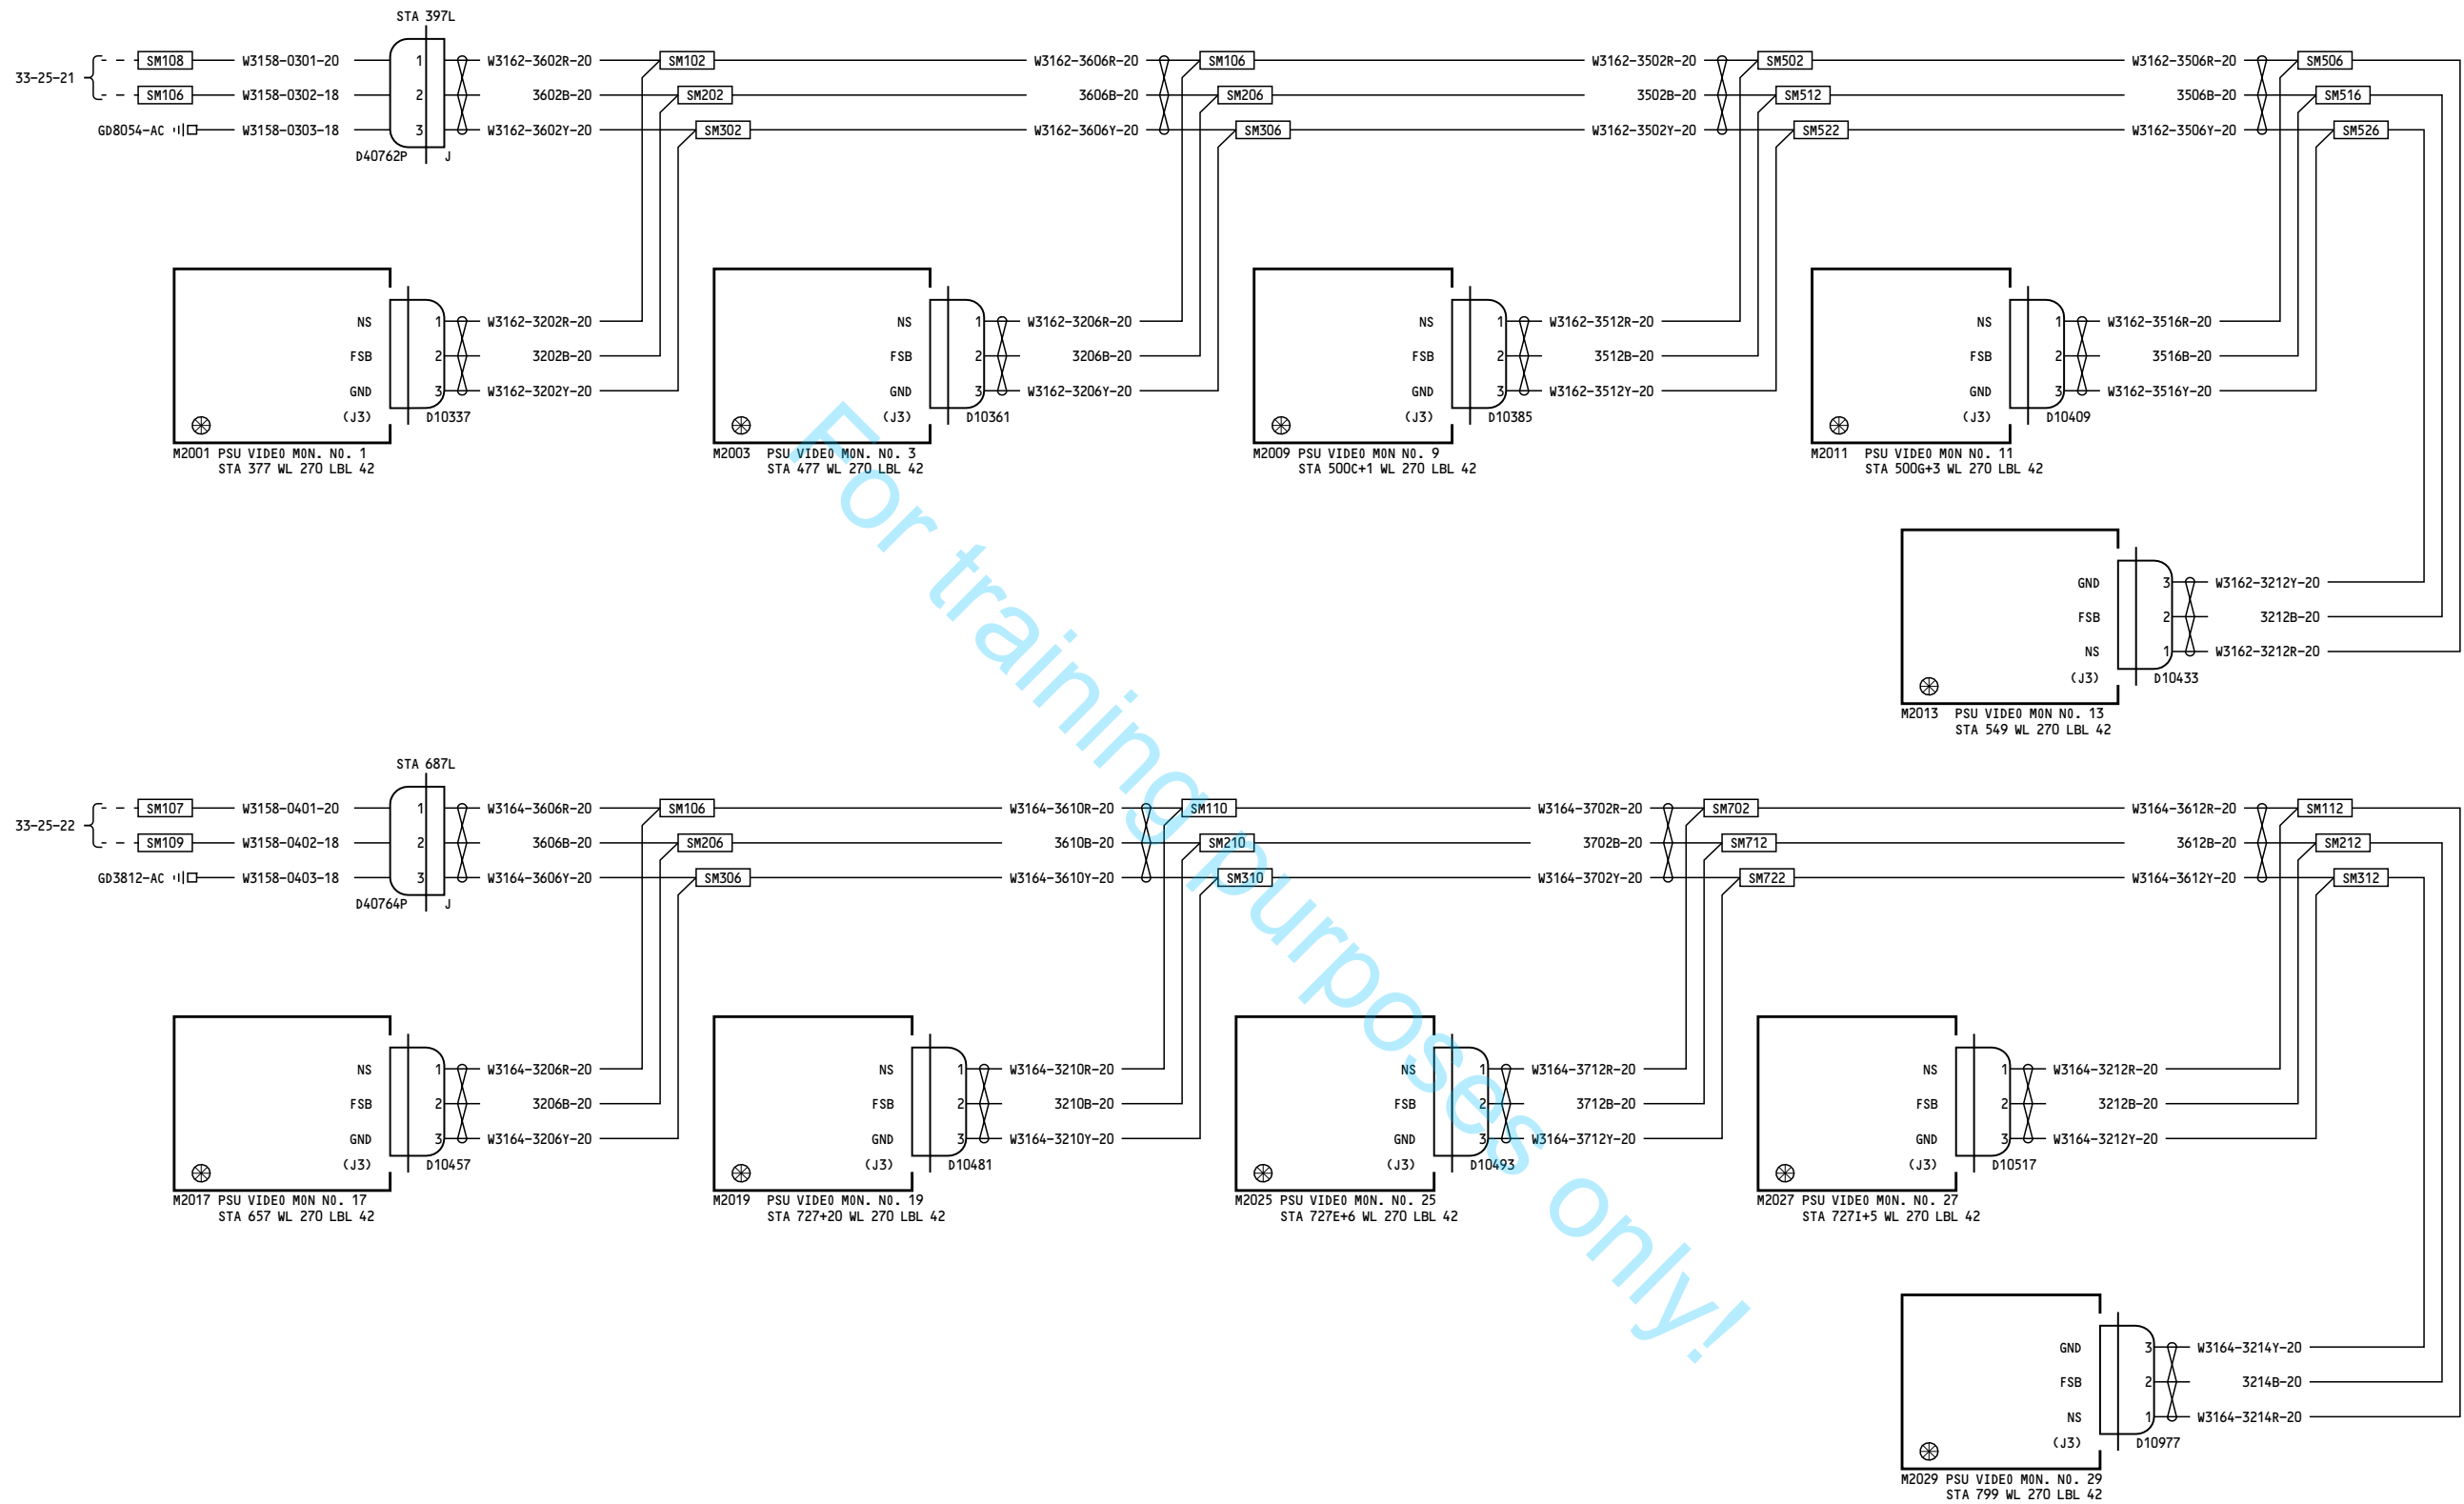 STA 397L
33-25-21
SM108 W3158-0301-20 1 W3162-3602R-20 SM102 W3162-3606R-20 SM106 W3162-3502R-20 SM502 W3162-3506R-20 SM506
SM106 W3158-0302-18 2 3602B-20 SM202 3606B-20 SM206 3502B-20 SM512 3506B-20 SM516
GD8054-AC W3158-0303-18 3 W3162-3602Y-20 SM302 W3162-3606Y-20 SM306 W3162-3502Y-20 SM522 W3162-3506Y-20 SM526
D40762P J
NS 1 W3162-3202R-20 NS 1 W3162-3206R-20 NS 1 W3162-3512R-20 NS 1 W3162-3516R-20
FSB 2 3202B-20 FSB 2 3206B-20 FSB 2 3512B-20 FSB 2 3516B-20
GND 3 W3162-3202Y-20 GND 3 W3162-3206Y-20 GND 3 W3162-3512Y-20 GND 3 W3162-3516Y-20
(J3) D10337 (J3) D10361 (J3) D10385 (J3) D10409
M2001 PSU VIDEO MON. NO. 1 M2003 PSU VIDEO MON. NO. 3 M2009 PSU VIDEO MON NO. 9 M2011 PSU VIDEO MON NO. 11
STA 377 WL 270 LBL 42 STA 477 WL 270 LBL 42 STA 500C+1 WL 270 LBL 42 STA 500G+3 WL 270 LBL 42
GND 3 W3162-3212Y-20
FSB 2 3212B-20
NS 1 W3162-3212R-20
(J3) D10433
M2013 PSU VIDEO MON NO. 13
STA 549 WL 270 LBL 42
STA 687L
33-25-22
SM107 W3158-0401-20 1 W3164-3606R-20 SM106 W3164-3610R-20 SM110 W3164-3702R-20 SM702 W3164-3612R-20 SM112
SM109 W3158-0402-18 2 3606B-20 SM206 3610B-20 SM210 3702B-20 SM712 3612B-20 SM212
GD3812-AC W3158-0403-18 3 W3164-3606Y-20 SM306 W3164-3610Y-20 SM310 W3164-3702Y-20 SM722 W3164-3612Y-20 SM312
D40764P J
NS 1 W3164-3206R-20 NS 1 W3164-3210R-20 NS 1 W3164-3712R-20 NS 1 W3164-3212R-20
FSB 2 3206B-20 FSB 2 3210B-20 FSB 2 3712B-20 FSB 2 3212B-20
GND 3 W3164-3206Y-20 GND 3 W3164-3210Y-20 GND 3 W3164-3712Y-20 GND 3 W3164-3212Y-20
(J3) D10457 (J3) D10481 (J3) D10493 (J3) D10517
M2017 PSU VIDEO MON NO. 17 M2019 PSU VIDEO MON. NO. 19 M2025 PSU VIDEO MON. NO. 25 M2027 PSU VIDEO MON. NO. 27
STA 657 WL 270 LBL 42 STA 727+20 WL 270 LBL 42 STA 727E+6 WL 270 LBL 42 STA 727I+5 WL 270 LBL 42
GND 3 W3164-3214Y-20
FSB 2 3214B-20
NS 1 W3164-3214R-20
(J3) D10977
M2029 PSU VIDEO MON. NO. 29
STA 799 WL 270 LBL 42
For training purposes only!